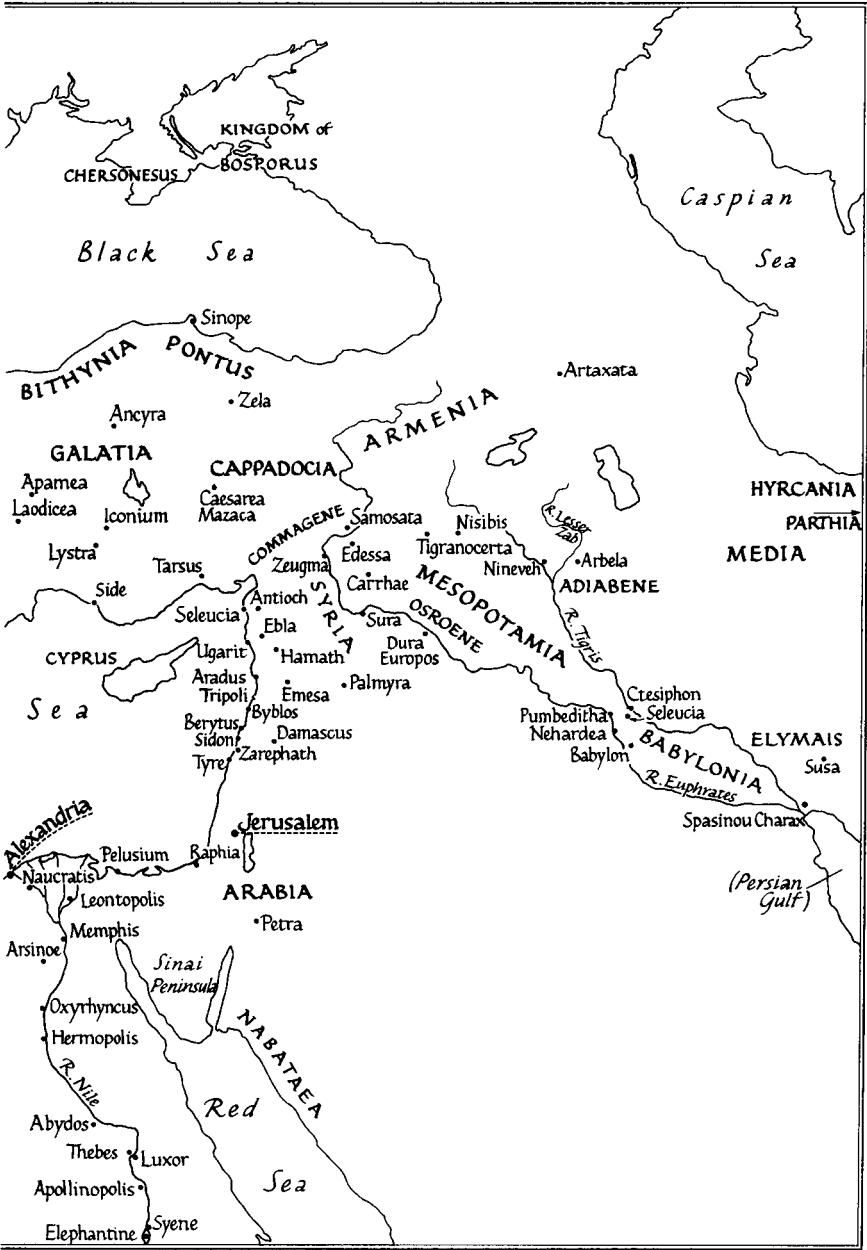 KINGDOM of
BOSPORUS
CHERSONESUS
Caspian
Sea
Black Sea
Sinope
BITHYNIA
PONTUS
Artaxata
Zela
Ancyra
ARMENIA
GALATIA
CAPPADOCIA
Apamea
Laodicea
Caesarea
Mazaca
Iconium
HYRCANIA
PARTHIA
MEDIA
COMMAGENE
Samosata
Nisibis
R. Lesser
Zab
Lystra
Tarsus
Zeugma
Edessa
Tigranocerta
Nineveh
Arbela
ADIABENE
Carrhae
MESOPOTAMIA
Side
Antioch
Seleucia
SYRIA
Sura
OSROENE
R. Tigris
Ebla
CYPRUS
Ugarit
Hamath
Dura
Europos
Aradus
Tripoli
Emesa
Palmyra
Sea
Byblos
Ctesiphon
Seleucia
Pumbeditha
Nehardea
Babylon
BABYLONIA
ELYMAIS
Susa
Berytus
Sidon
Damascus
Zarephath
Tyre
R. Euphrates
Spasinou Charax
Alexandria
Jerusalem
Pelusium
Raphia
Naucratis
Leontopolis
ARABIA
(Persian
Gulf)
Petra
Memphis
Arsinoe
Sinai
Peninsula
Oxyrhyncus
Hermopolis
NABATAEA
R. Nile
Red
Sea
Abydos
Thebes
Luxor
Apollinopolis
Syene
Elephantine